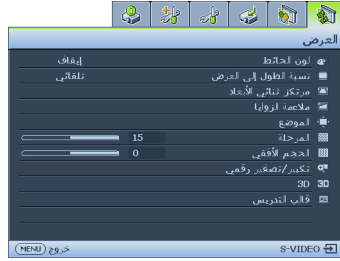 العرض
لون الحائط إيقاف
نسبة الطول إلى العرض تلقائي
مرتكز ثنائي الأبعاد
ملاءمة الزوايا
الموضع
المرحلة 15
الحجم الأفقي 0
تكبير/تصغير رقمي
3D 3D
قالب التدريس
S-VIDEO خروج MENU